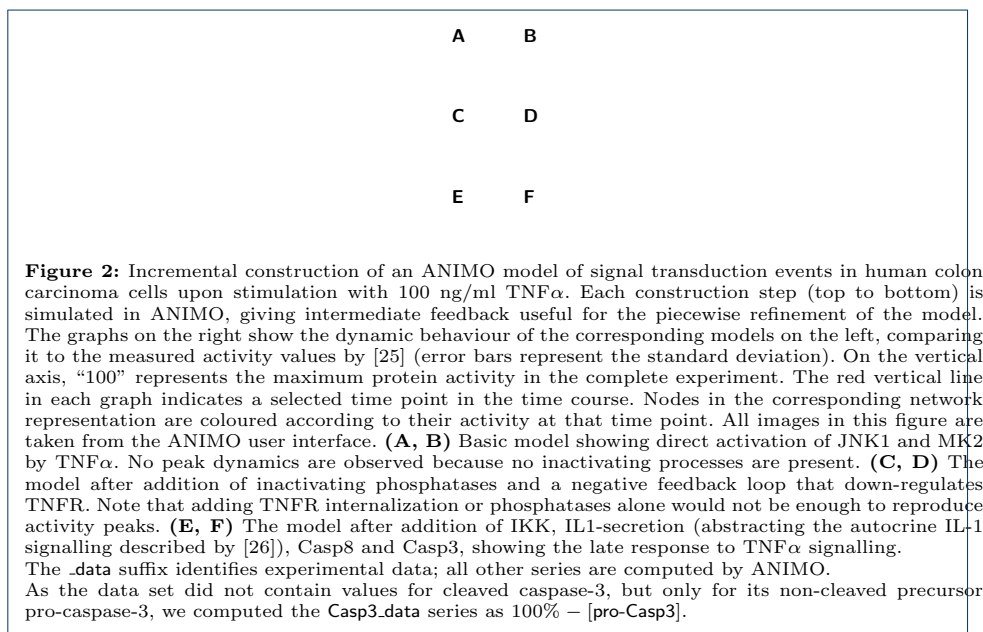 A B
C D
E F
Figure 2: Incremental construction of an ANIMO model of signal transduction events in human colon
carcinoma cells upon stimulation with 100 ng/ml TNFα. Each construction step (top to bottom) is
simulated in ANIMO, giving intermediate feedback useful for the piecewise refinement of the model.
The graphs on the right show the dynamic behaviour of the corresponding models on the left, comparing
it to the measured activity values by [25] (error bars represent the standard deviation). On the vertical
axis, “100” represents the maximum protein activity in the complete experiment. The red vertical line
in each graph indicates a selected time point in the time course. Nodes in the corresponding network
representation are coloured according to their activity at that time point. All images in this figure are
taken from the ANIMO user interface. (A, B) Basic model showing direct activation of JNK1 and MK2
by TNFα. No peak dynamics are observed because no inactivating processes are present. (C, D) The
model after addition of inactivating phosphatases and a negative feedback loop that down-regulates
TNFR. Note that adding TNFR internalization or phosphatases alone would not be enough to reproduce
activity peaks. (E, F) The model after addition of IKK, IL1-secretion (abstracting the autocrine IL-1
signalling described by [26]), Casp8 and Casp3, showing the late response to TNFα signalling.
The _data suffix identifies experimental data; all other series are computed by ANIMO.
As the data set did not contain values for cleaved caspase-3, but only for its non-cleaved precursor
pro-caspase-3, we computed the Casp3_data series as 100% − [pro-Casp3].